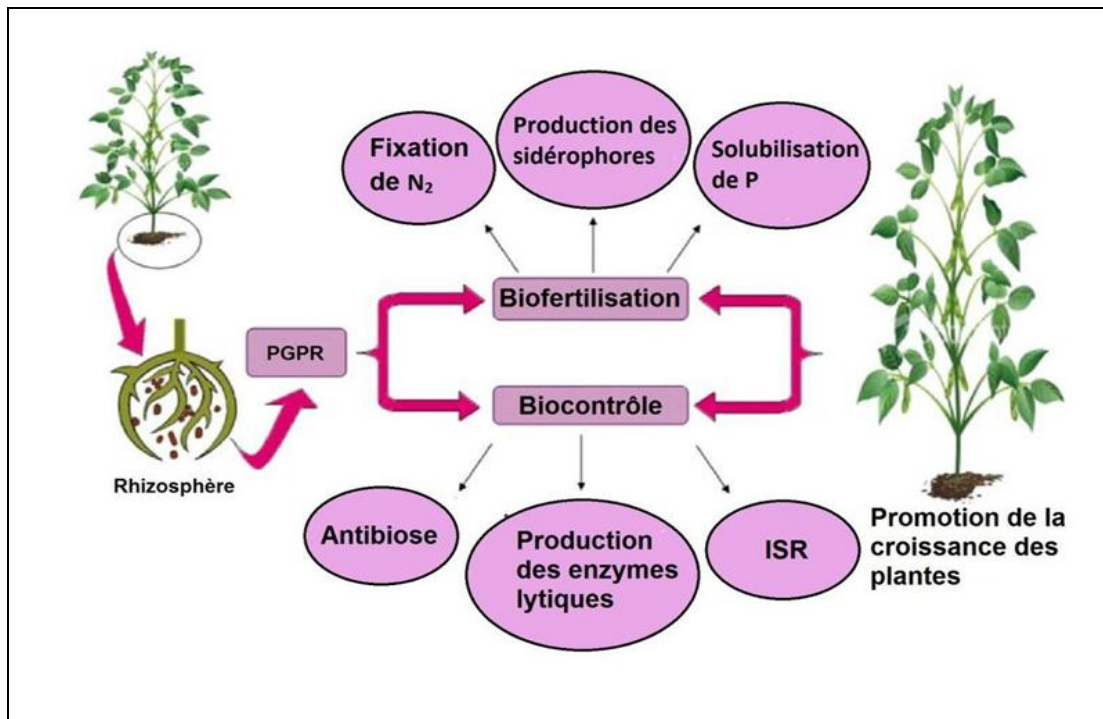 Fixation
de N₂
Production des
sidérophores
Solubilisation
de P
Biofertilisation
PGPR
Biocontrôle
Rhizosphère
Antibiose
Production
des enzymes
lytiques
ISR
Promotion de la
croissance des
plantes